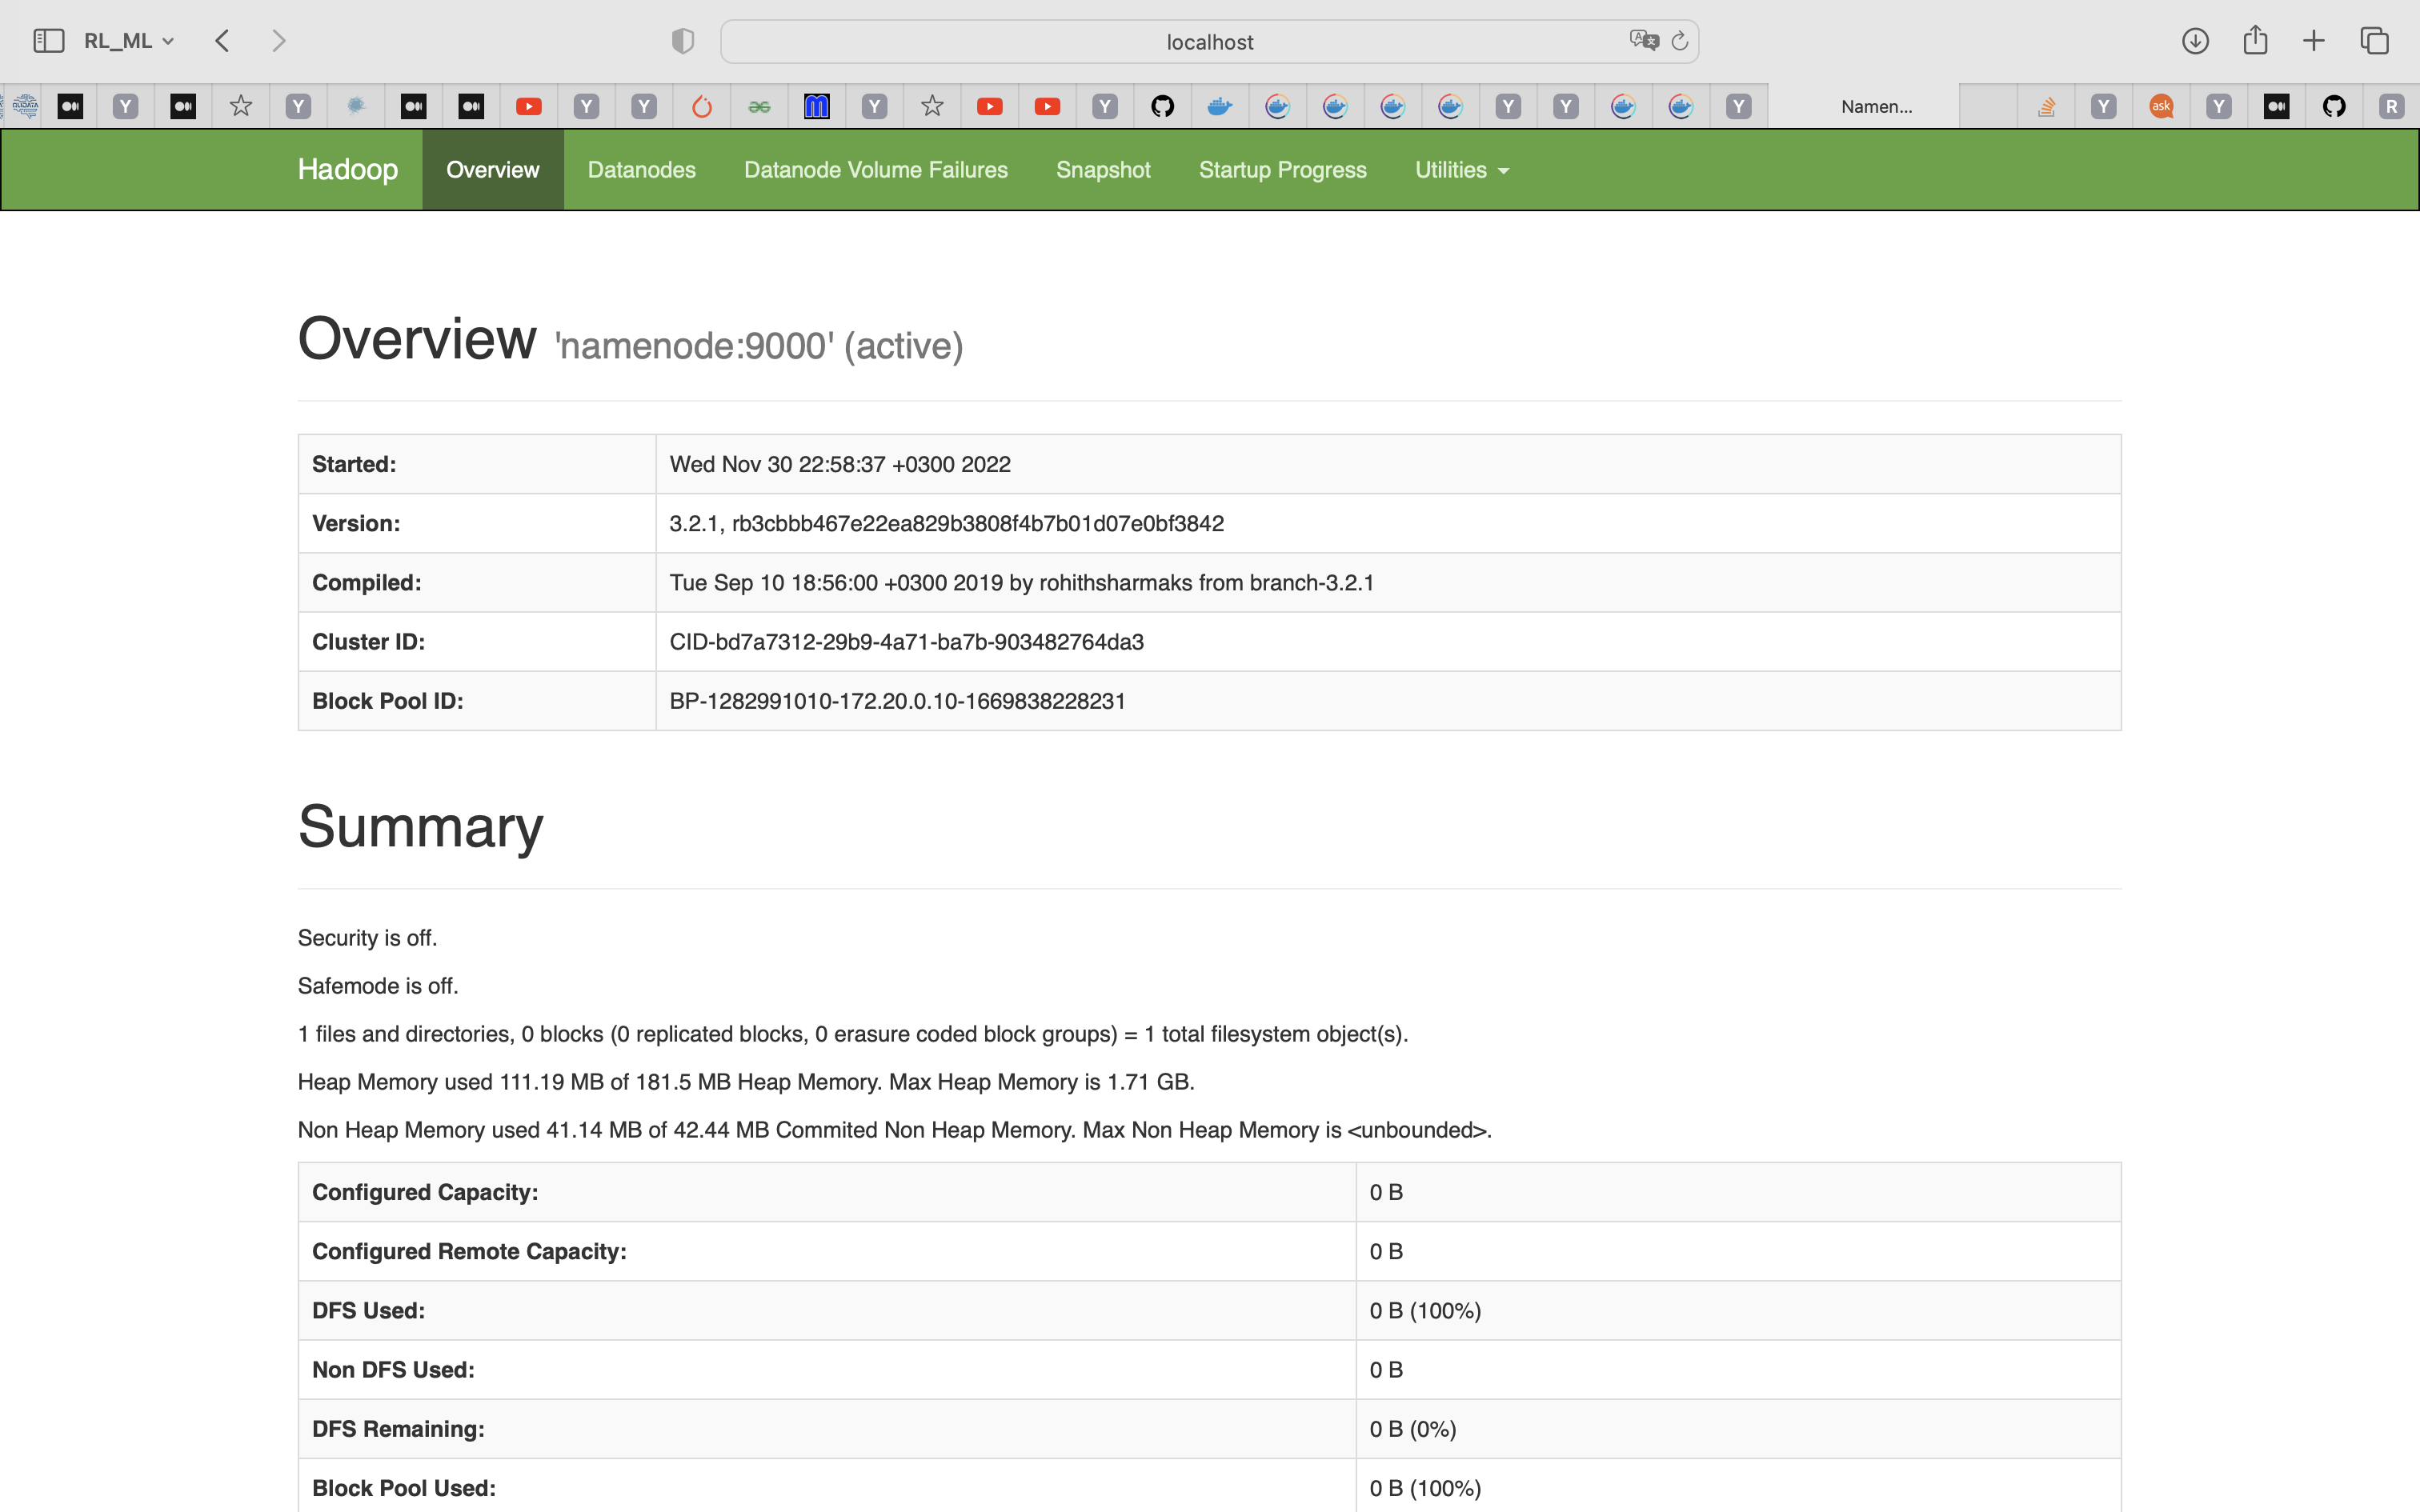 RL_ML
localhost
Y Y Y Y Y Y Y Y Y Namen... Y ask Y R
Hadoop Overview Datanodes Datanode Volume Failures Snapshot Startup Progress Utilities
Overview 'namenode:9000' (active)
Started: Wed Nov 30 22:58:37 +0300 2022
Version: 3.2.1, rb3cbbb467e22ea829b3808f4b7b01d07e0bf3842
Compiled: Tue Sep 10 18:56:00 +0300 2019 by rohithsharmaks from branch-3.2.1
Cluster ID: CID-bd7a7312-29b9-4a71-ba7b-903482764da3
Block Pool ID: BP-1282991010-172.20.0.10-1669838228231
Summary
Security is off.
Safemode is off.
1 files and directories, 0 blocks (0 replicated blocks, 0 erasure coded block groups) = 1 total filesystem object(s).
Heap Memory used 111.19 MB of 181.5 MB Heap Memory. Max Heap Memory is 1.71 GB.
Non Heap Memory used 41.14 MB of 42.44 MB Commited Non Heap Memory. Max Non Heap Memory is <unbounded>.
Configured Capacity: 0 B
Configured Remote Capacity: 0 B
DFS Used: 0 B (100%)
Non DFS Used: 0 B
DFS Remaining: 0 B (0%)
Block Pool Used: 0 B (100%)